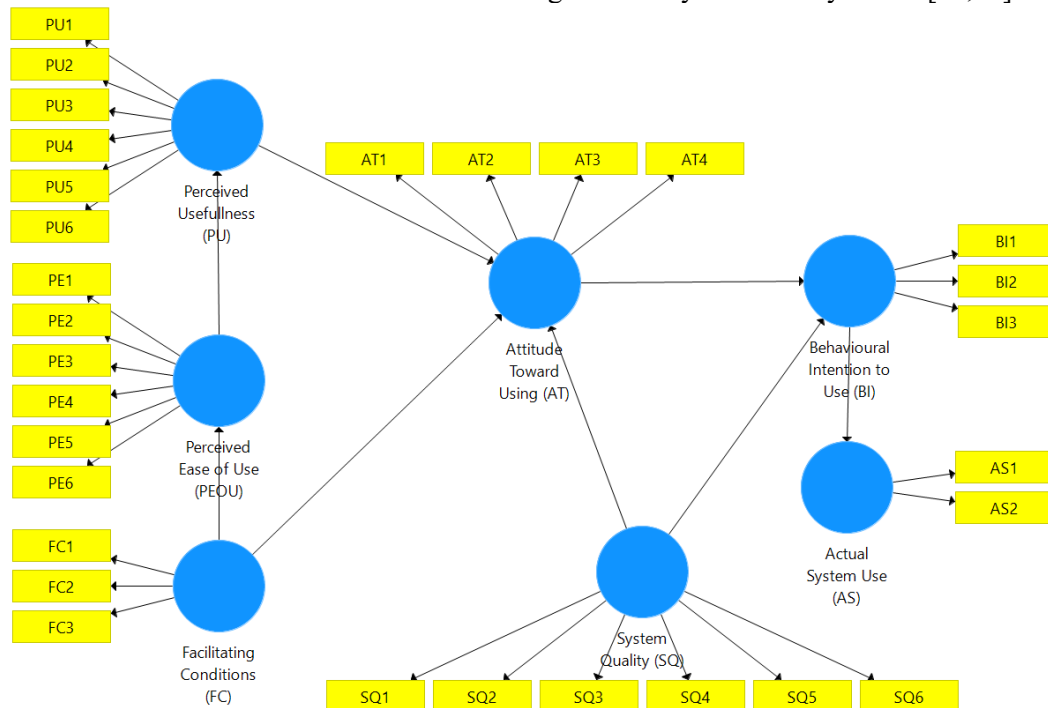 PU1
PU2
PU3
PU4
PU5
PU6
Perceived
Usefullness
(PU)
AT1
AT2
AT3
AT4
PE1
PE2
PE3
PE4
PE5
PE6
Perceived
Ease of Use
(PEOU)
Attitude
Toward
Using (AT)
BI1
BI2
BI3
Behavioural
Intention to
Use (BI)
AS1
AS2
Actual
System Use
(AS)
FC1
FC2
FC3
Facilitating
Conditions
(FC)
System
Quality (SQ)
SQ1
SQ2
SQ3
SQ4
SQ5
SQ6